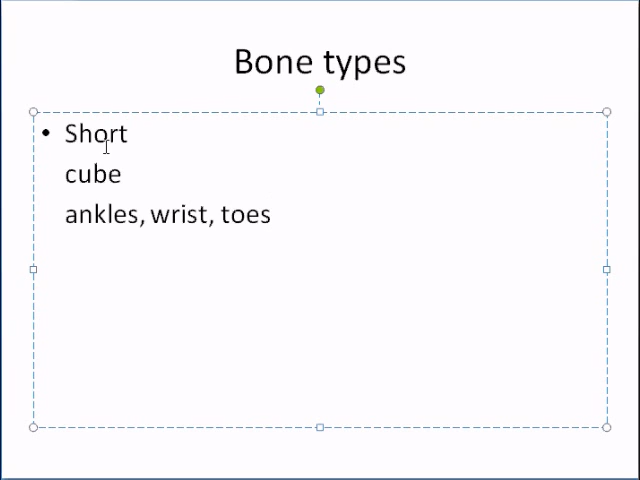 Bone types
• Short
cube
ankles, wrist, toes